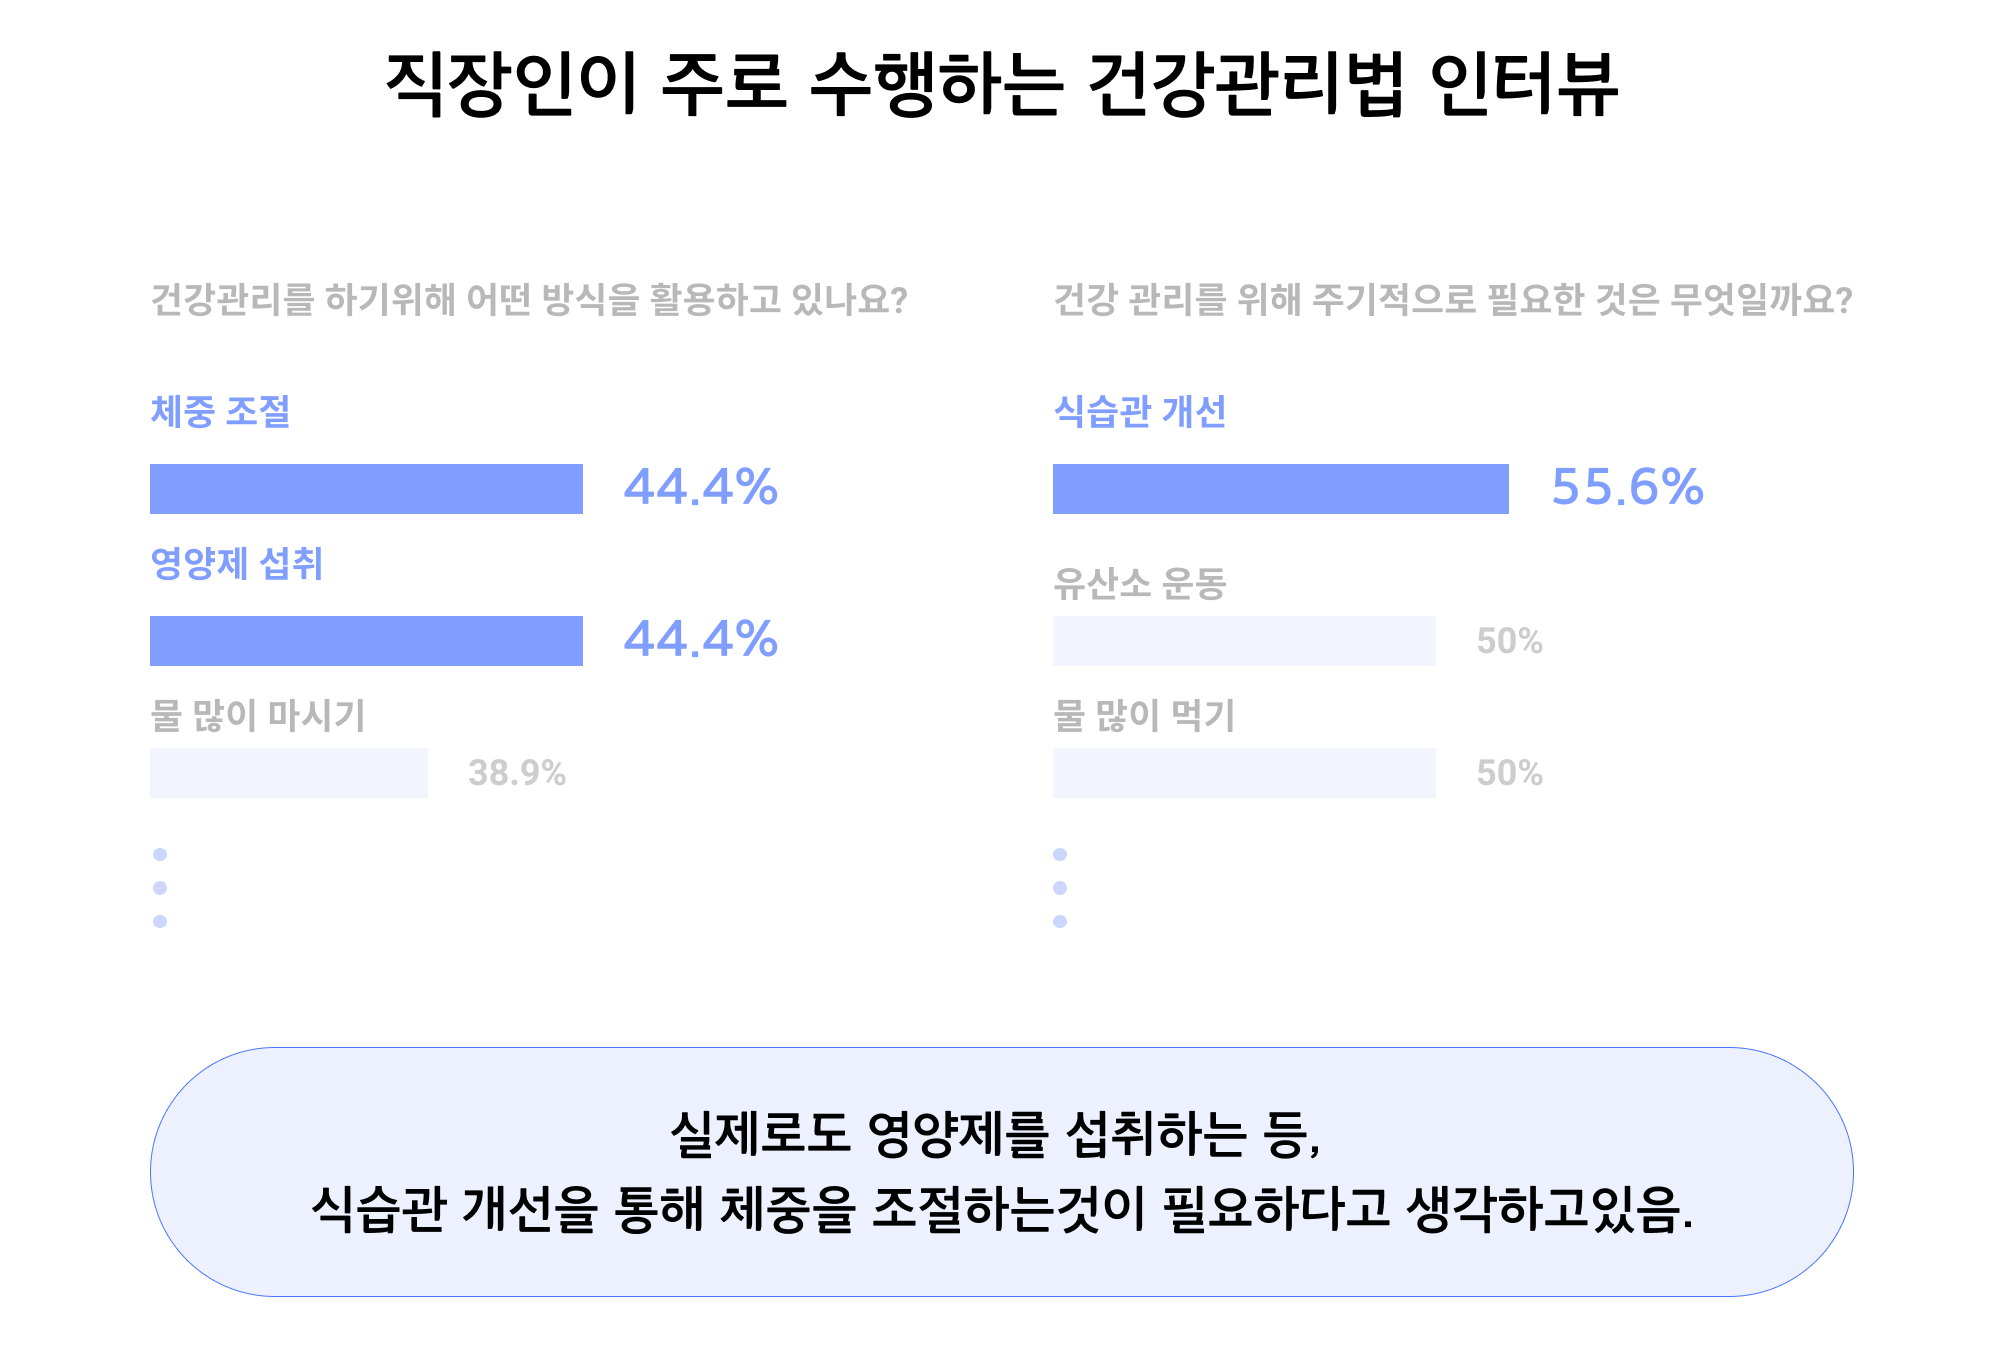 직장인이 주로 수행하는 건강관리법 인터뷰
건강관리를 하기위해 어떤 방식을 활용하고 있나요?
체중 조절
44.4%
영양제 섭취
44.4%
물 많이 마시기
38.9%
건강 관리를 위해 주기적으로 필요한 것은 무엇일까요?
식습관 개선
55.6%
유산소 운동
50%
물 많이 먹기
50%
실제로도 영양제를 섭취하는 등,
식습관 개선을 통해 체중을 조절하는것이 필요하다고 생각하고있음.